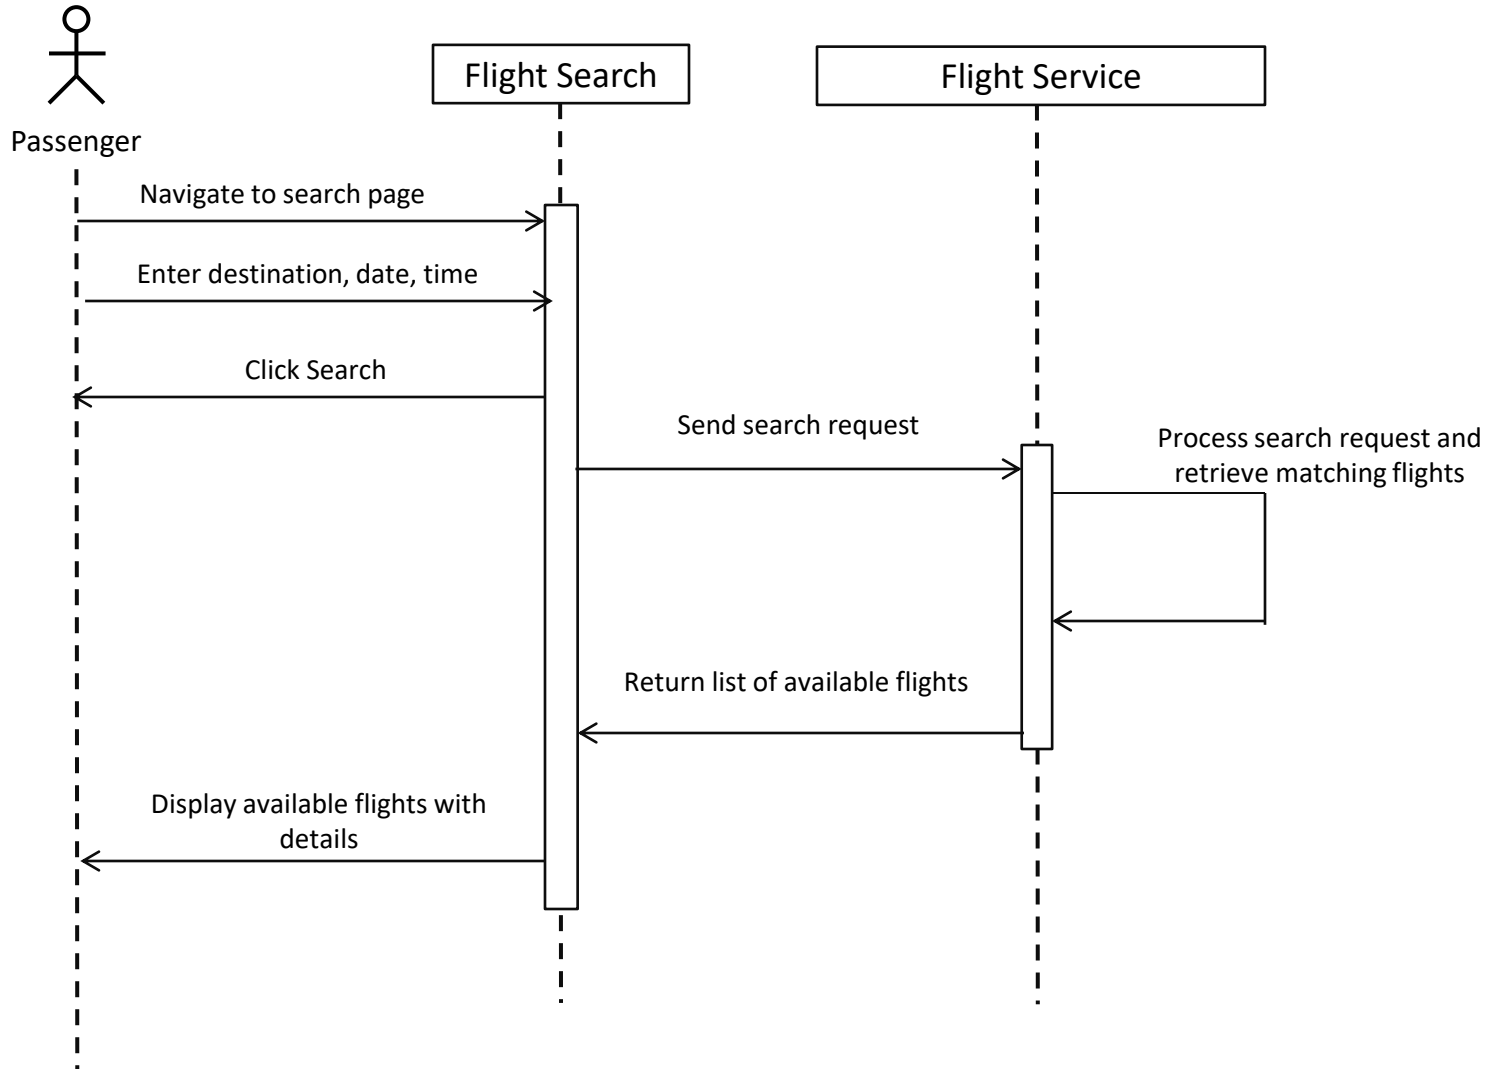 Flight Search
Flight Service
Passenger
Navigate to search page
Enter destination, date, time
Click Search
Send search request
Process search request and
retrieve matching flights
Return list of available flights
Display available flights with
details